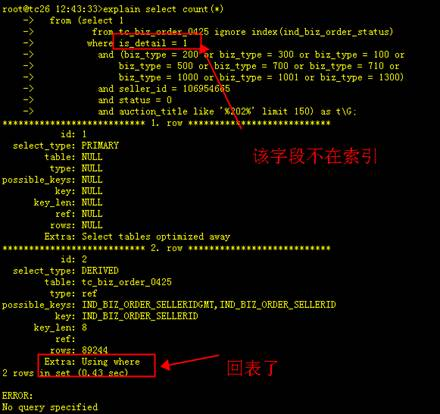 root@tc26 12:43:33>explain select count(*)
-> from (select 1
-> from tc_biz_order_0425 ignore index(ind_biz_order_status)
-> where is_detail = 1
-> and (biz_type = 200 or biz_type = 300 or biz_type = 100 or
-> biz_type = 500 or biz_type = 700 or biz_type = 710 or
-> biz_type = 1000 or biz_type = 1001 or biz_type = 1300)
-> and seller_id = 106954665
-> and status = 0
-> and auction_title like '%202%' limit 150) as t\G;
*************************** 1. row ***************************
该字段不在索引
id: 1
select_type: PRIMARY
table: NULL
type: NULL
possible_keys: NULL
key: NULL
key_len: NULL
ref: NULL
rows: NULL
Extra: Select tables optimized away
*************************** 2. row ***************************
id: 2
select_type: DERIVED
table: tc_biz_order_0425
type: ref
possible_keys: IND_BIZ_ORDER_SELLERIDGMT,IND_BIZ_ORDER_SELLERID
key: IND_BIZ_ORDER_SELLERID
key_len: 8
ref:
rows: 89244
Extra: Using where
回表了
2 rows in set (0.43 sec)
ERROR:
No query specified